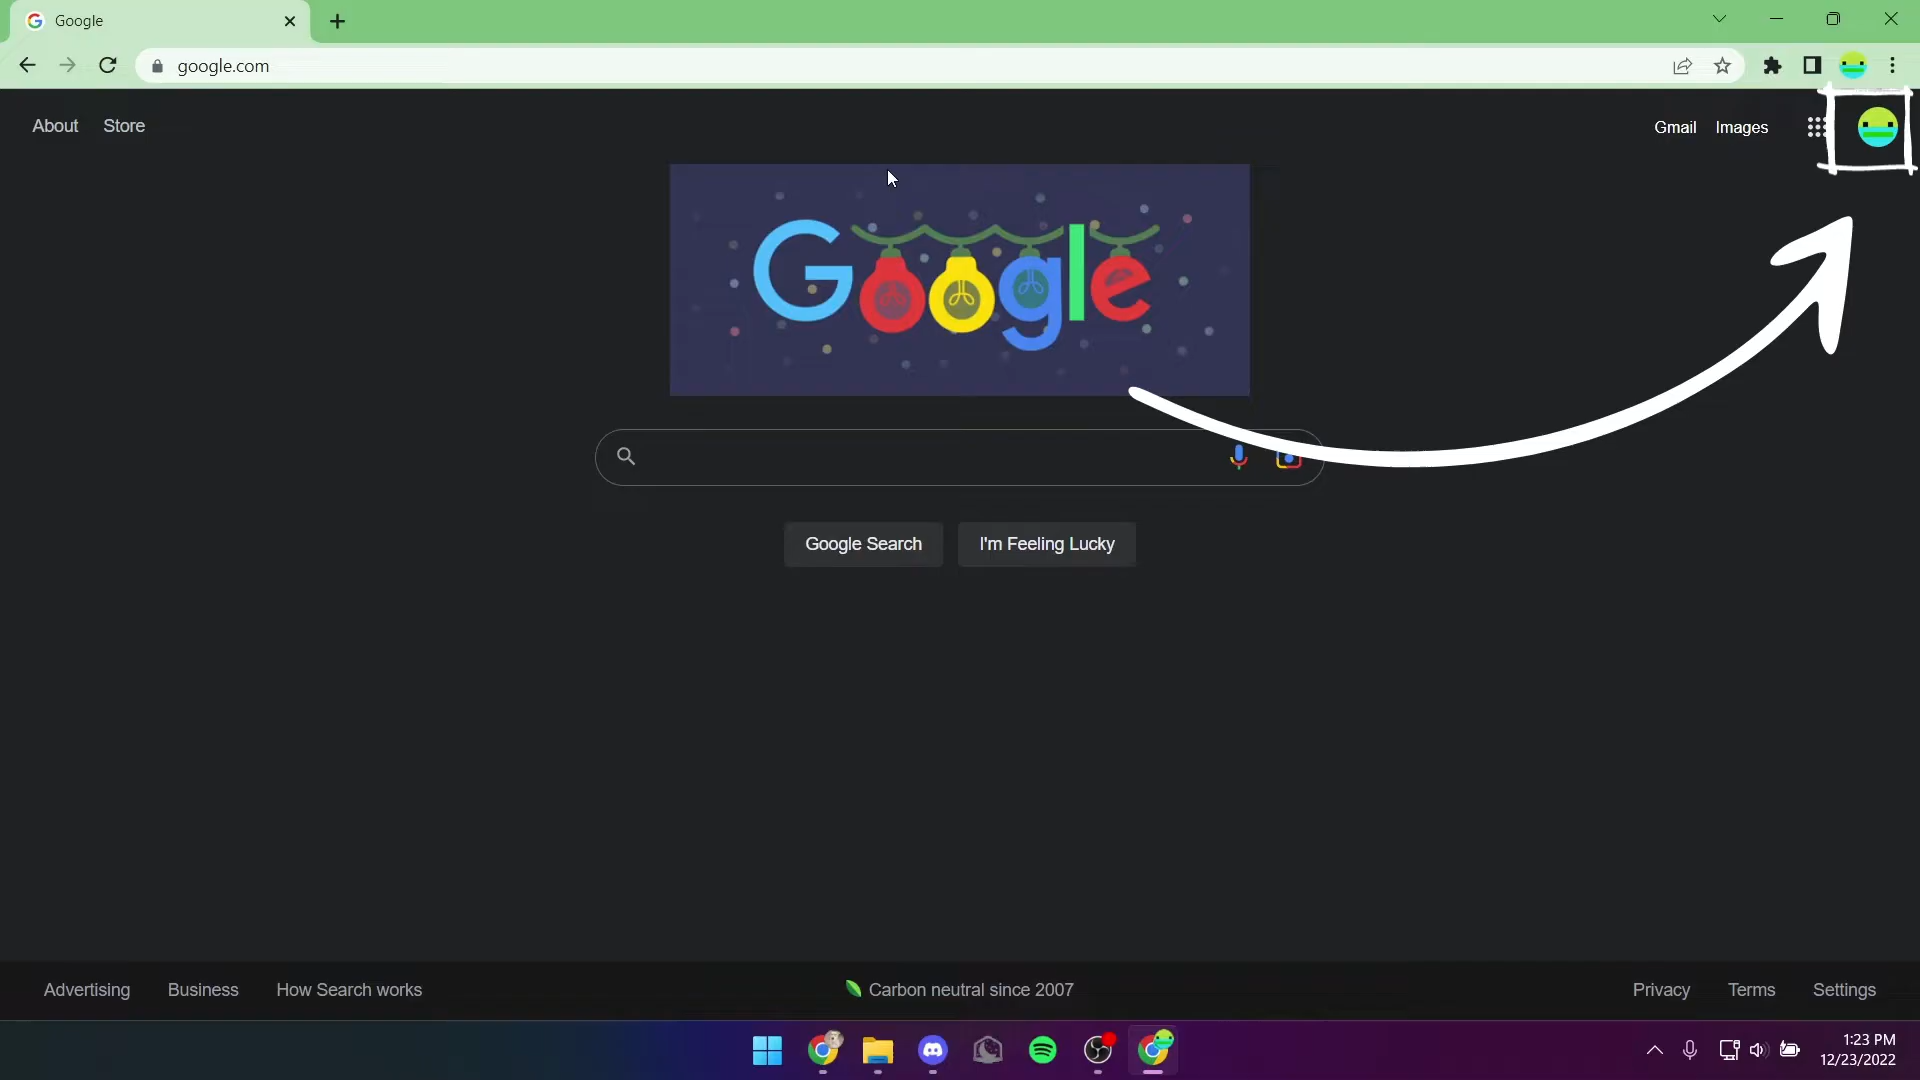 Google
google.com
About Store
Gmail Images
Google
Google Search I'm Feeling Lucky
Advertising Business How Search works
Carbon neutral since 2007
Privacy Terms Settings
1:23 PM
12/23/2022